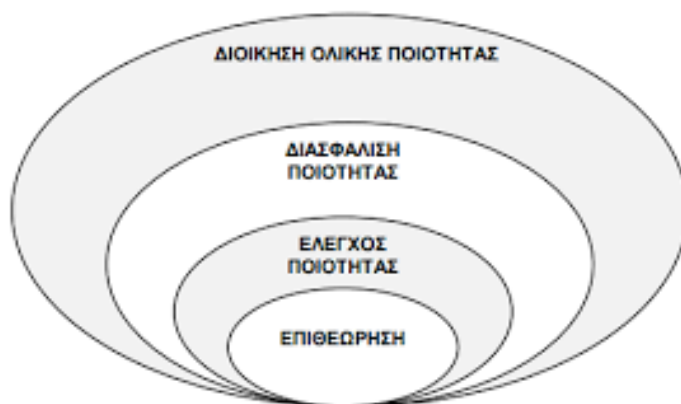 ΔΙΟΙΚΗΣΗ ΟΛΙΚΗΣ ΠΟΙΟΤΗΤΑΣ
ΔΙΑΣΦΑΛΙΣΗ
ΠΟΙΟΤΗΤΑΣ
ΕΛΕΓΧΟΣ
ΠΟΙΟΤΗΤΑΣ
ΕΠΙΘΕΩΡΗΣΗ